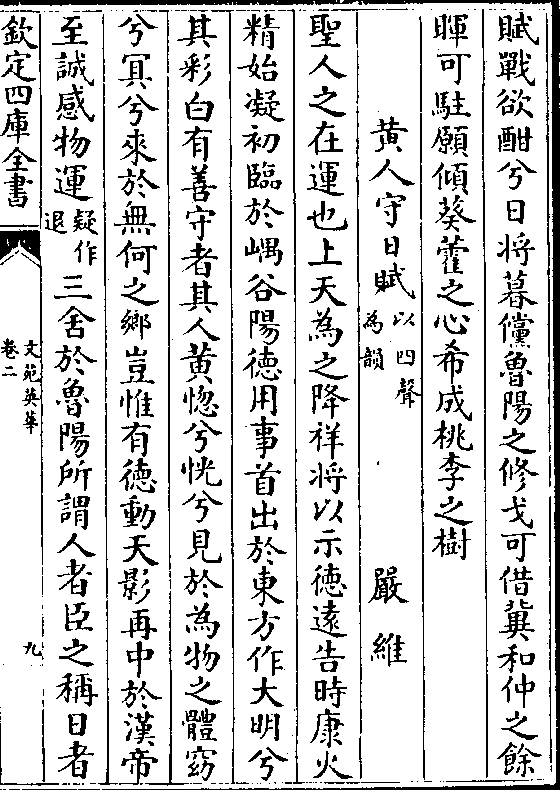 賦戰欲酣兮日將暮儻魯陽之修戈可借冀和仲之餘
暉可駐願傾葵藿之心希成桃李之樹
黄人守日賦以四聲為韻 嚴維
聖人之在運也上天為之降祥將以示德遠告時康火
精始凝初臨於嵎谷陽德用事首出於東方作大明兮
其彩白有善守者其人黄惚兮恍兮見於為物之體窈
兮冥兮來於無何之鄉豈惟有德動天影再中於漢帝
至誠感物運疑作退三舍於魯陽所謂人者臣之稱日者
欽定四庫全書
文苑英華
卷二
九